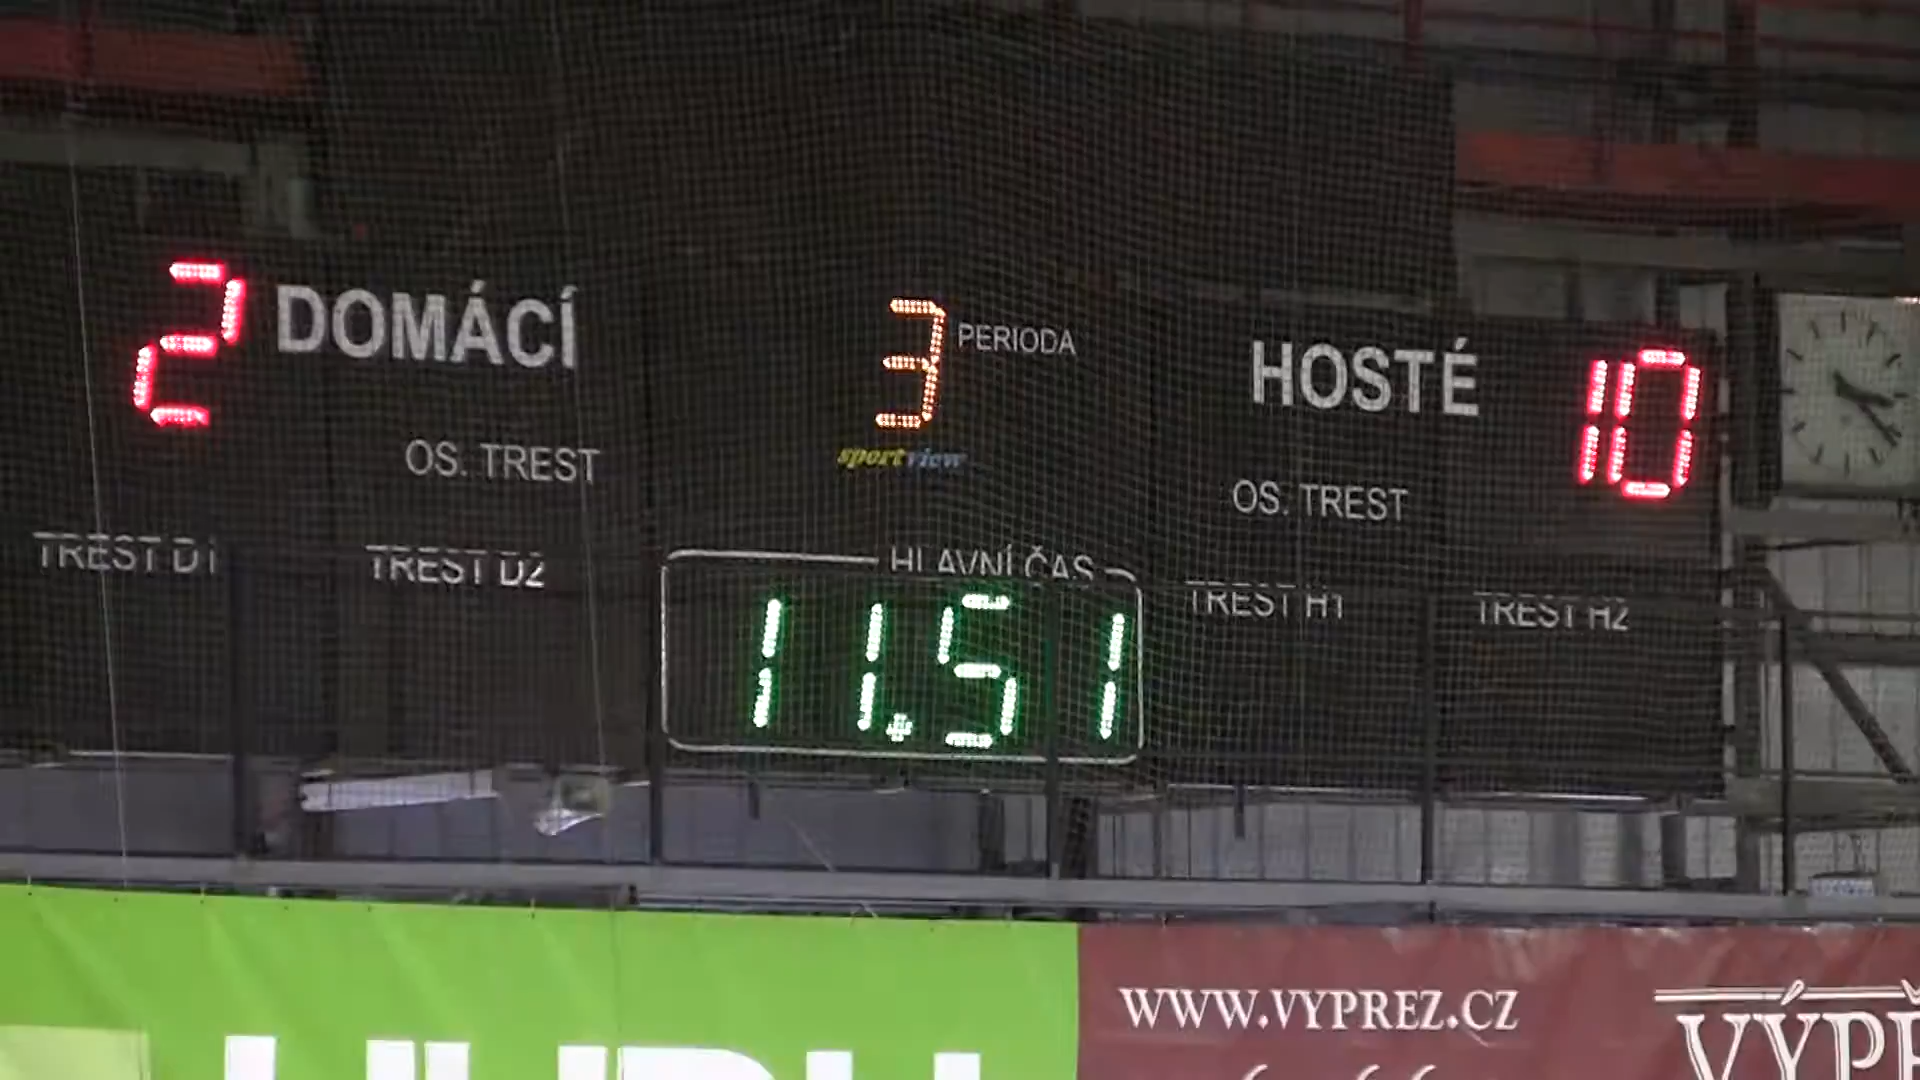 2 DOMÁCÍ
3 PERIODA
HOSTÉ 10
sportview
OS. TREST
OS. TREST
TREST D1
TREST D2
HLAVNÍ ČAS
TREST H1
TREST H2
11.51
WWW.VYPREZ.CZ